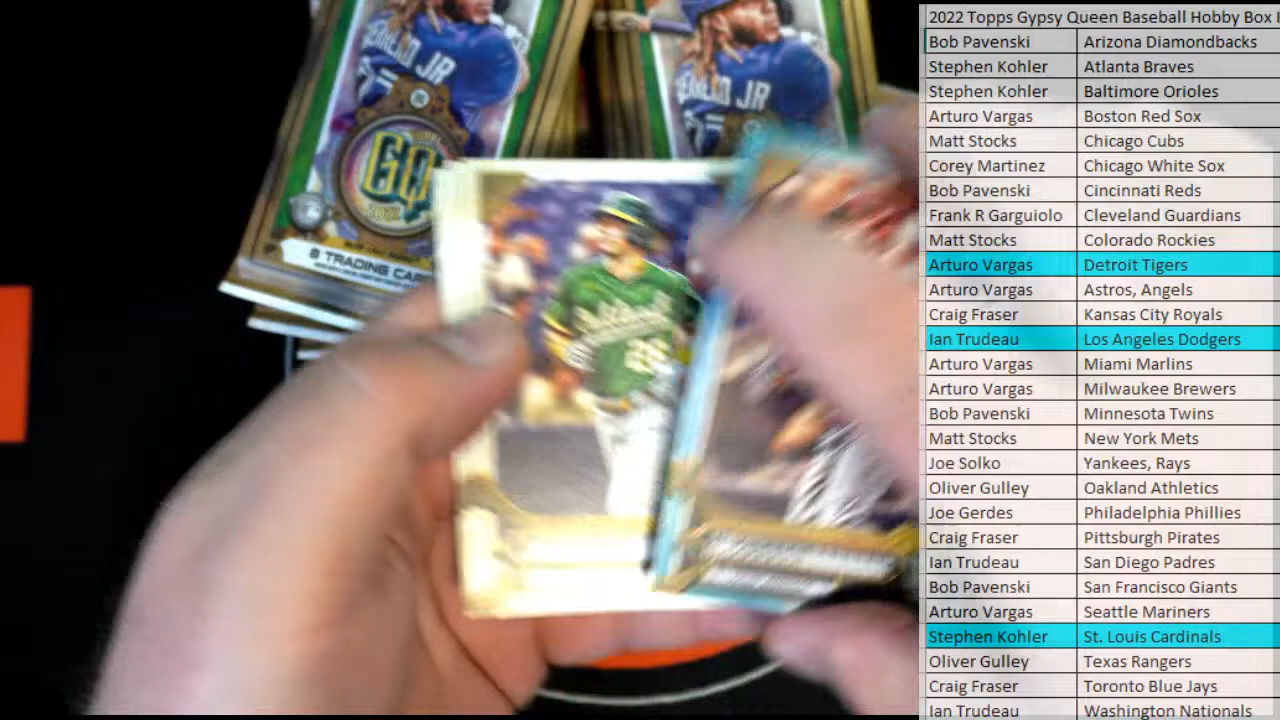 ERRERO JR
GQ
8 TRADING CAR
ERRERO JR
2022 Topps Gypsy Queen Baseball Hobby Box
Bob Pavenski Arizona Diamondbacks
Stephen Kohler Atlanta Braves
Stephen Kohler Baltimore Orioles
Arturo Vargas Boston Red Sox
Matt Stocks Chicago Cubs
Corey Martinez Chicago White Sox
Bob Pavenski Cincinnati Reds
Frank R Garguiolo Cleveland Guardians
Matt Stocks Colorado Rockies
Arturo Vargas Detroit Tigers
Arturo Vargas Astros, Angels
Craig Fraser Kansas City Royals
Ian Trudeau Los Angeles Dodgers
Arturo Vargas Miami Marlins
Arturo Vargas Milwaukee Brewers
Bob Pavenski Minnesota Twins
Matt Stocks New York Mets
Joe Solko Yankees, Rays
Oliver Gulley Oakland Athletics
Joe Gerdes Philadelphia Phillies
Craig Fraser Pittsburgh Pirates
Ian Trudeau San Diego Padres
Bob Pavenski San Francisco Giants
Arturo Vargas Seattle Mariners
Stephen Kohler St. Louis Cardinals
Oliver Gulley Texas Rangers
Craig Fraser Toronto Blue Jays
Ian Trudeau Washington Nationals